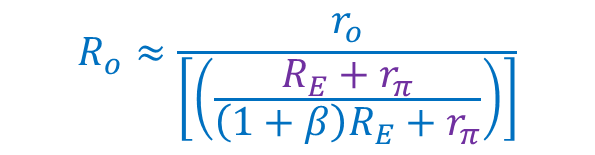 R_o ≈ r_o / [((R_E + r_π) / ((1 + β)R_E + r_π))]